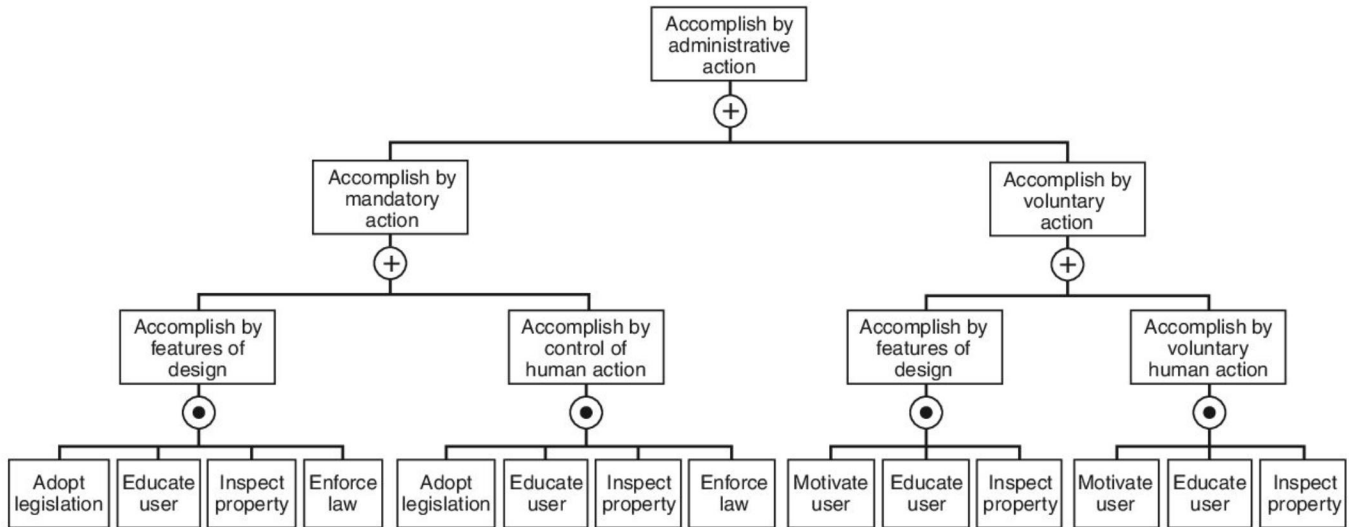 Accomplish by
administrative
action
+
Accomplish by
mandatory
action
Accomplish by
voluntary
action
+
+
Accomplish by
features of
design
Accomplish by
control of
human action
Accomplish by
features of
design
Accomplish by
voluntary
human action
Adopt
legislation
Educate
user
Inspect
property
Enforce
law
Adopt
legislation
Educate
user
Inspect
property
Enforce
law
Motivate
user
Educate
user
Inspect
property
Motivate
user
Educate
user
Inspect
property